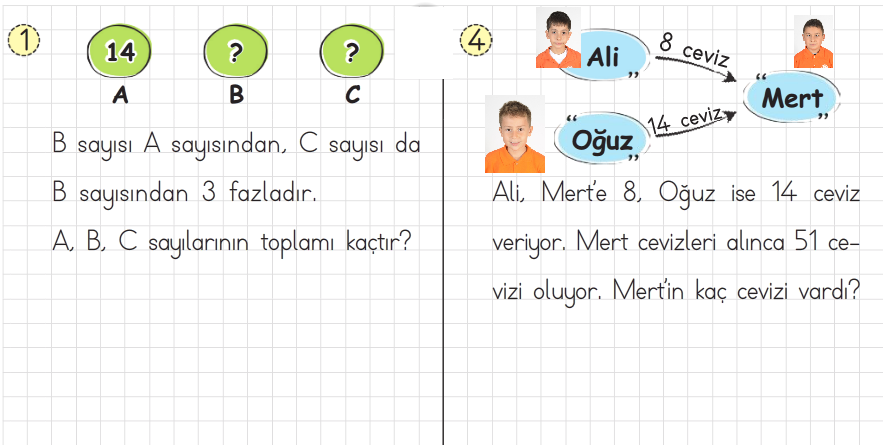 1
14 ? ?
A B C
B sayısı A sayısından, C sayısı da
B sayısından 3 fazladır.
A, B, C sayılarının toplamı kaçtır?
4
Ali 8 ceviz
“Mert”
“Oğuz” 14 ceviz
Ali, Mert'e 8, Oğuz ise 14 ceviz
veriyor. Mert cevizleri alınca 51 ce-
vizi oluyor. Mert'in kaç cevizi vardı?